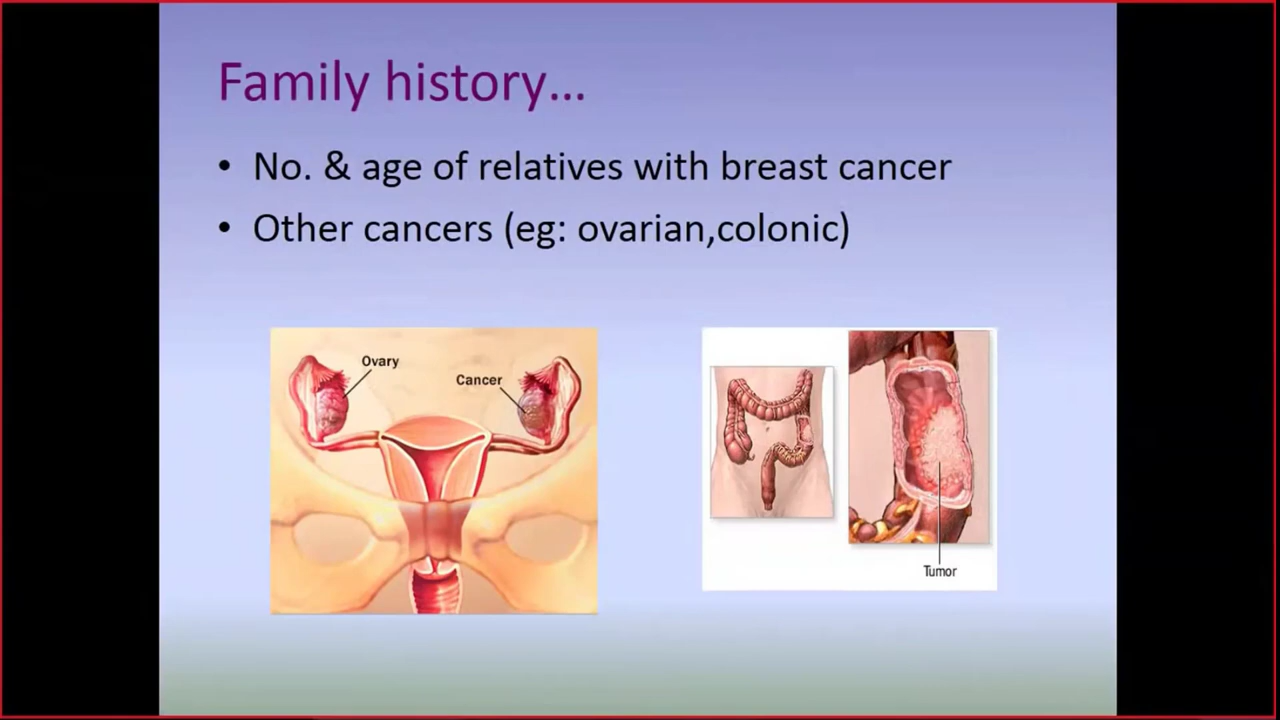 Family history...
• No. & age of relatives with breast cancer
• Other cancers (eg: ovarian,colonic)
Ovary
Cancer
Tumor